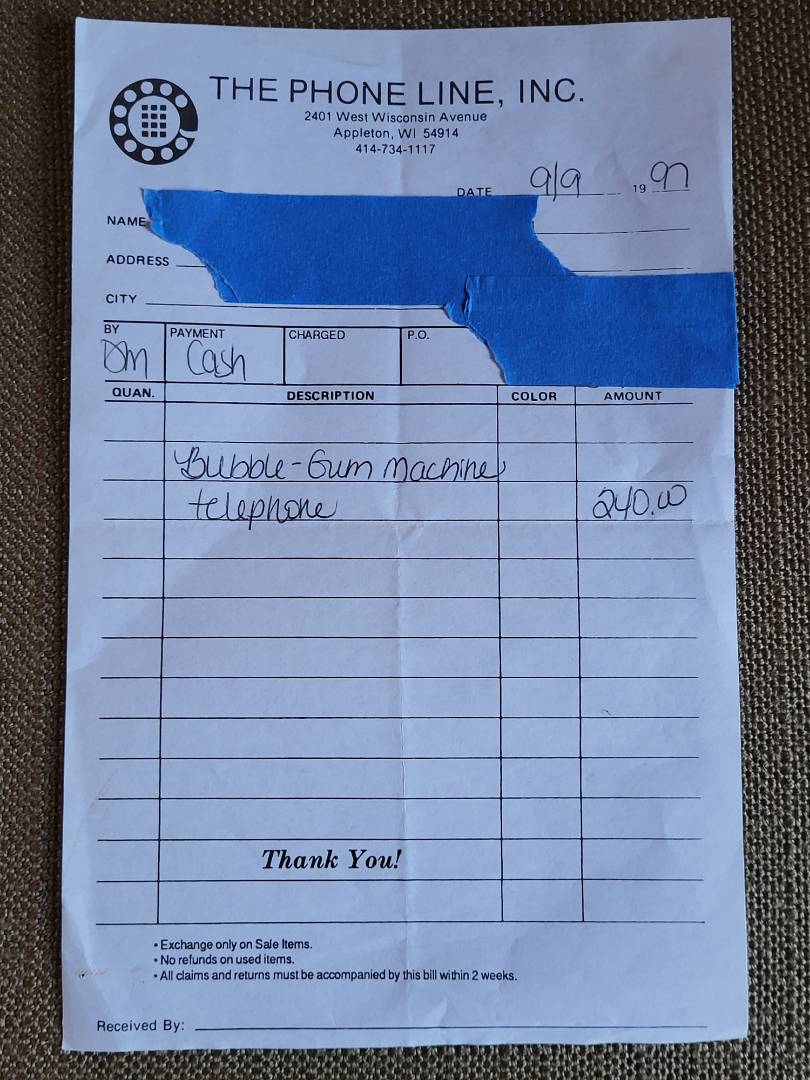 THE PHONE LINE, INC.
2401 West Wisconsin Avenue
Appleton, WI 54914
414-734-1117
DATE 9/9 19 97
NAME
ADDRESS
CITY
BY PAYMENT CHARGED P.O.
DM Cash
QUAN. DESCRIPTION COLOR AMOUNT
Bubble-Gum Machine
telephone 240.00
Thank You!
• Exchange only on Sale Items.
• No refunds on used items.
• All claims and returns must be accompanied by this bill within 2 weeks.
Received By: